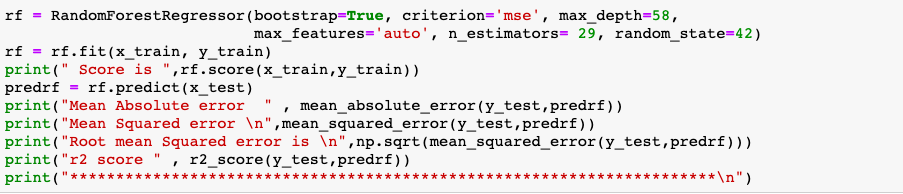 rf = RandomForestRegressor(bootstrap=True, criterion='mse', max_depth=58,
                           max_features='auto', n_estimators= 29, random_state=42)
rf = rf.fit(x_train, y_train)
print(" Score is ",rf.score(x_train,y_train))
predrf = rf.predict(x_test)
print("Mean Absolute error  " , mean_absolute_error(y_test,predrf))
print("Mean Squared error \n",mean_squared_error(y_test,predrf))
print("Root mean Squared error is \n",np.sqrt(mean_squared_error(y_test,predrf)))
print("r2 score " , r2_score(y_test,predrf))
print("**********************************************************************\n")